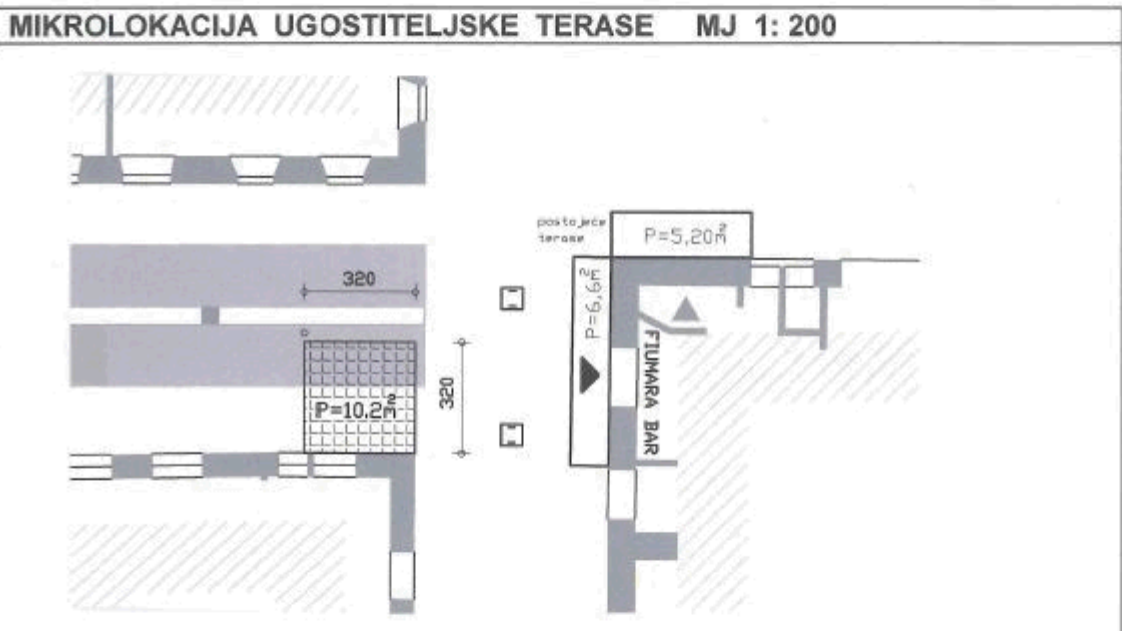 MIKROLOKACIJA UGOSTITELJSKE TERASE MJ 1: 200
postojeće
terase
P=5,20m²
320
P=6,6m²
320
P=10,2m²
FIUMARA BAR